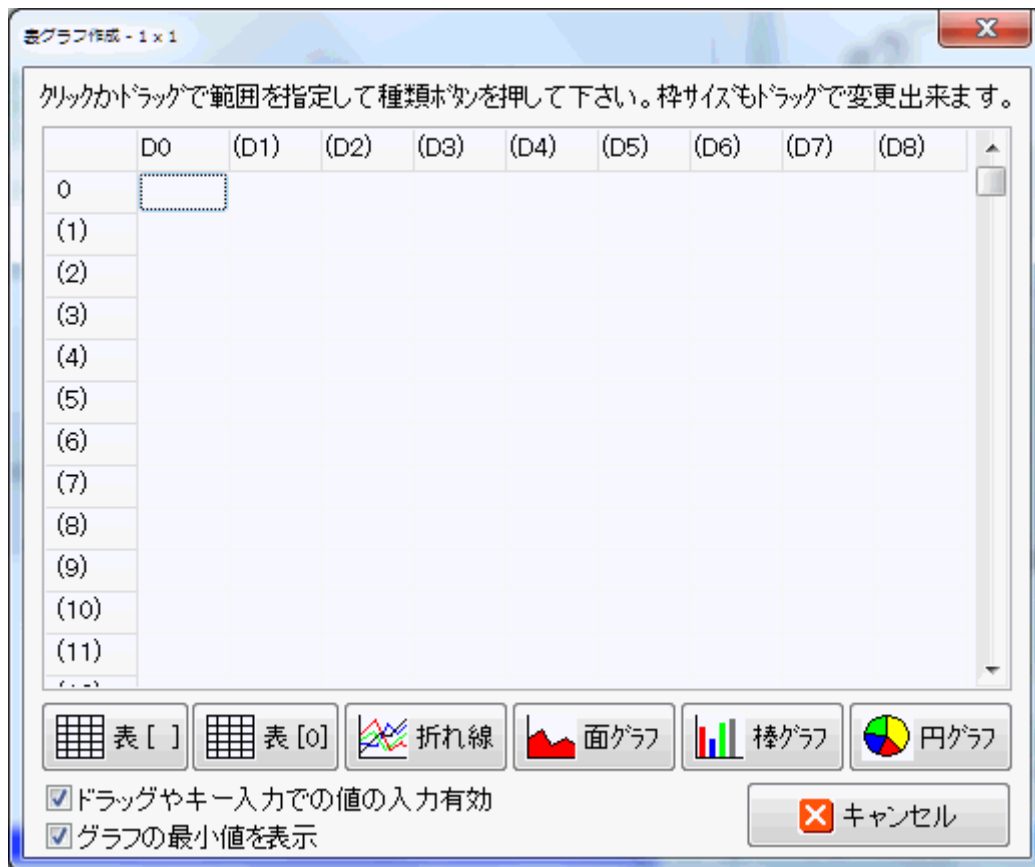 表グラフ作成 - 1 x 1
ｸﾘｯｸかﾄﾞﾗｯｸﾞで範囲を指定して種類ﾎﾞﾀﾝを押して下さい。枠ｻｲｽﾞもﾄﾞﾗｯｸﾞで変更出来ます。
D0 (D1) (D2) (D3) (D4) (D5) (D6) (D7) (D8)
0
(1)
(2)
(3)
(4)
(5)
(6)
(7)
(8)
(9)
(10)
(11)
表 [ ] 表 [0] 折れ線 面ｸﾞﾗﾌ 棒ｸﾞﾗﾌ 円ｸﾞﾗﾌ
ドラッグやキー入力での値の入力有効
グラフの最小値を表示
キャンセル